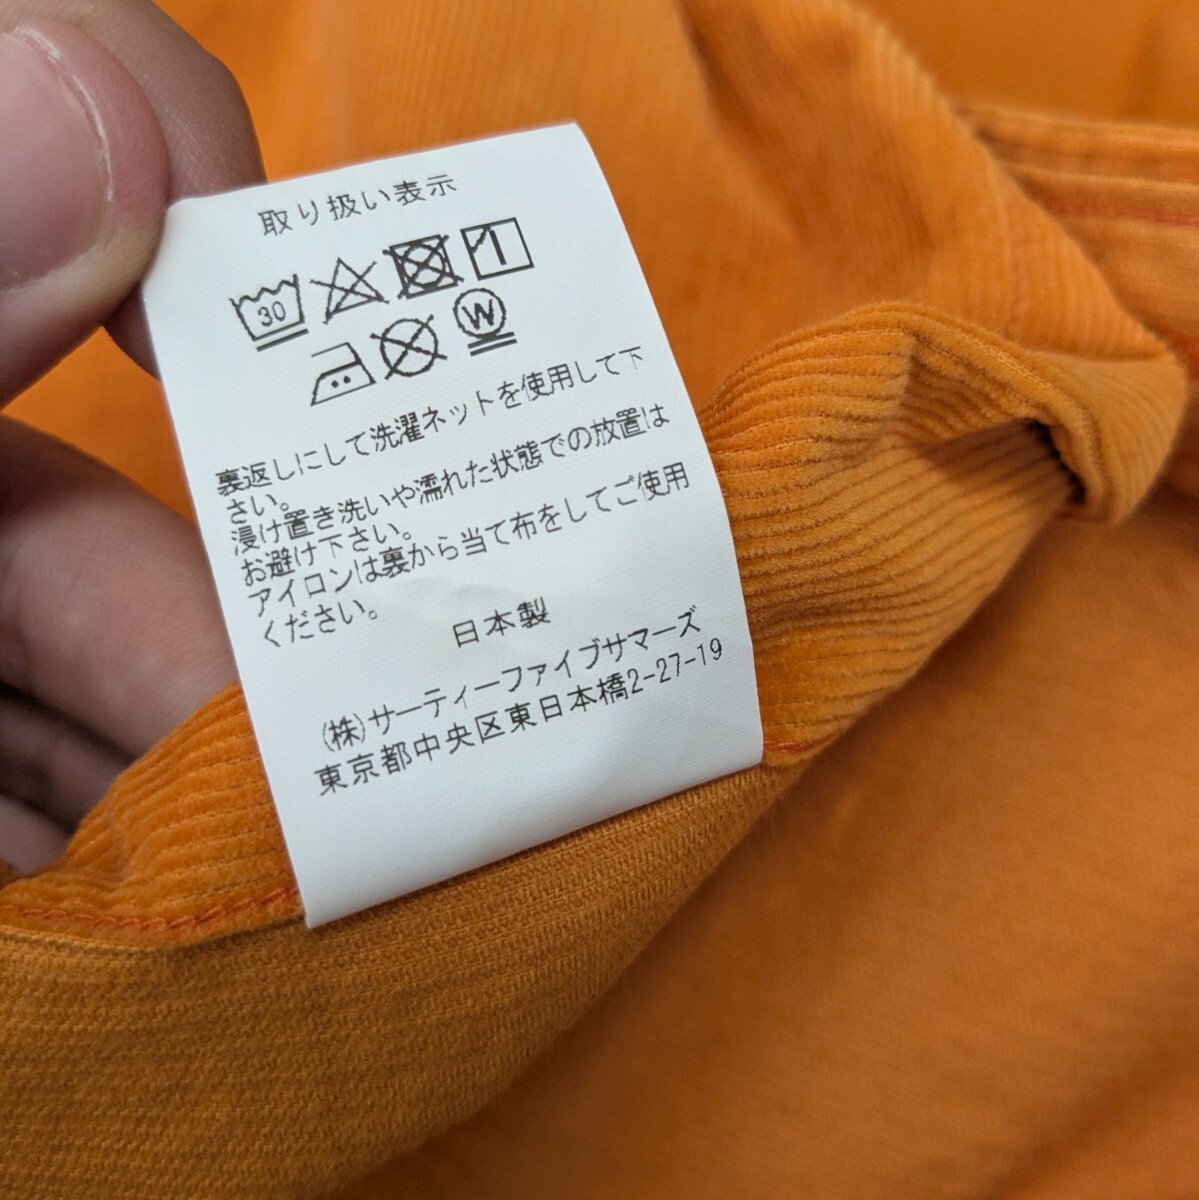 取り扱い表示
30
W
裏返しにして洗濯ネットを使用して下
さい。
浸け置き洗いや濡れた状態での放置は
お避け下さい。
アイロンは裏から当て布をしてご使用
ください。
日本製
(株)サーティーファイブサマーズ
東京都中央区東日本橋2-27-19